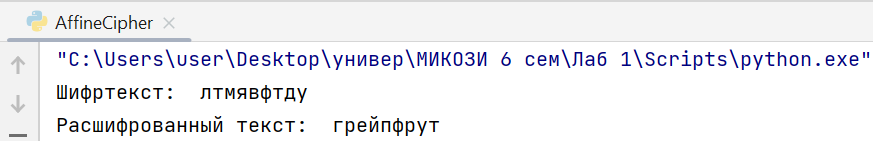 AffineCipher
"C:\Users\user\Desktop\универ\МИКОЗИ 6 сем\Лаб 1\Scripts\python.exe"
Шифртекст:  лтмявфтду
Расшифрованный текст:  грейпфрут